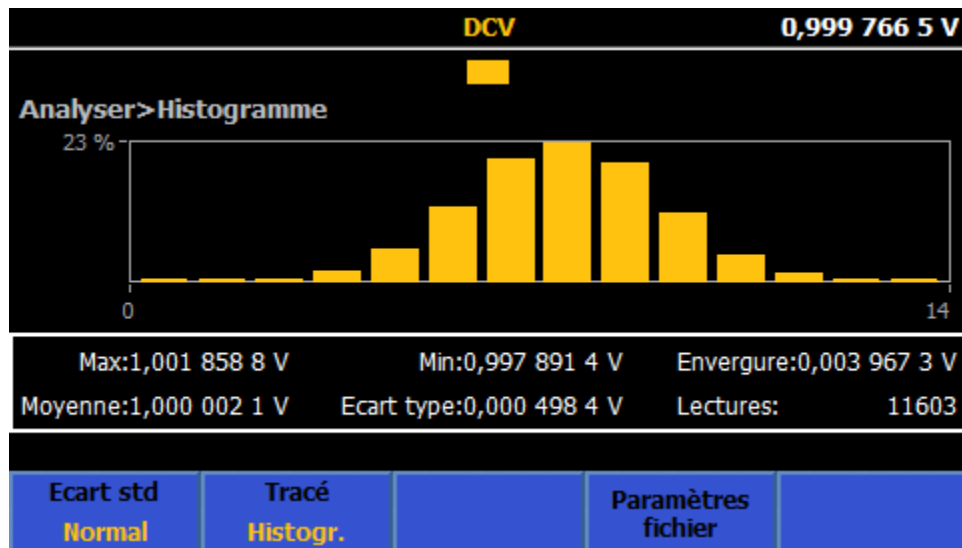 DCV 0,999 766 5 V
Analyser>Histogramme
23 %
0 14
Max:1,001 858 8 V Min:0,997 891 4 V Envergure:0,003 967 3 V
Moyenne:1,000 002 1 V Ecart type:0,000 498 4 V Lectures: 11603
Ecart std Tracé Paramètres
Normal Histogr. fichier